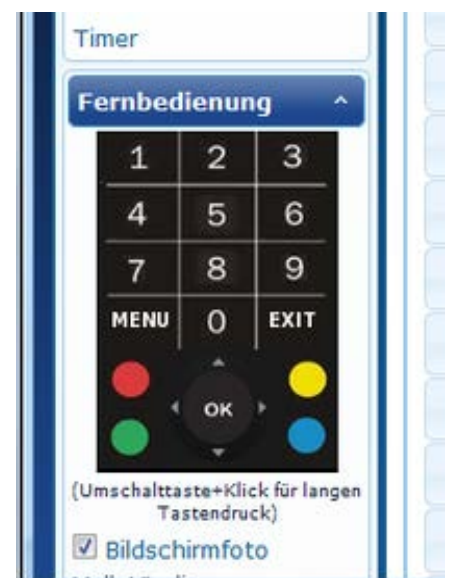 Timer
Fernbedienung
1 2 3
4 5 6
7 8 9
MENU 0 EXIT
OK
(Umschalttaste+Klick für langen
Tastendruck)
Bildschirmfoto